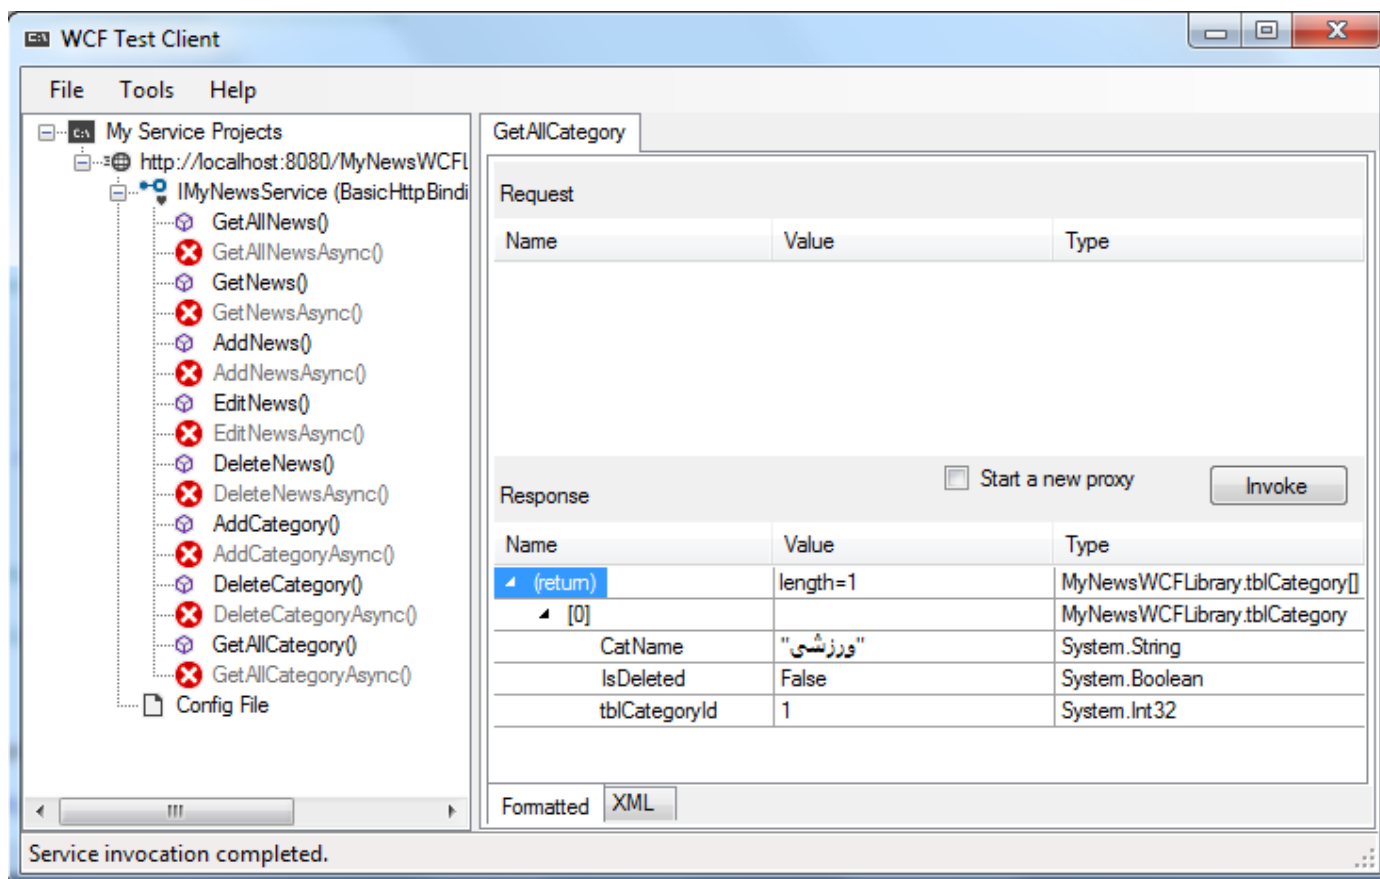 WCF Test Client
File Tools Help
My Service Projects
http://localhost:8080/MyNewsWCFL
IMyNewsService (BasicHttpBindi
GetAllNews()
GetAllNewsAsync()
GetNews()
GetNewsAsync()
AddNews()
AddNewsAsync()
EditNews()
EditNewsAsync()
DeleteNews()
DeleteNewsAsync()
AddCategory()
AddCategoryAsync()
DeleteCategory()
DeleteCategoryAsync()
GetAllCategory()
GetAllCategoryAsync()
Config File
GetAllCategory
Request
Name Value Type
Response Start a new proxy Invoke
Name Value Type
(return) length=1 MyNewsWCFLibrary.tblCategory[]
[0] MyNewsWCFLibrary.tblCategory
CatName "ورزشی" System.String
IsDeleted False System.Boolean
tblCategoryId 1 System.Int32
Formatted XML
Service invocation completed.